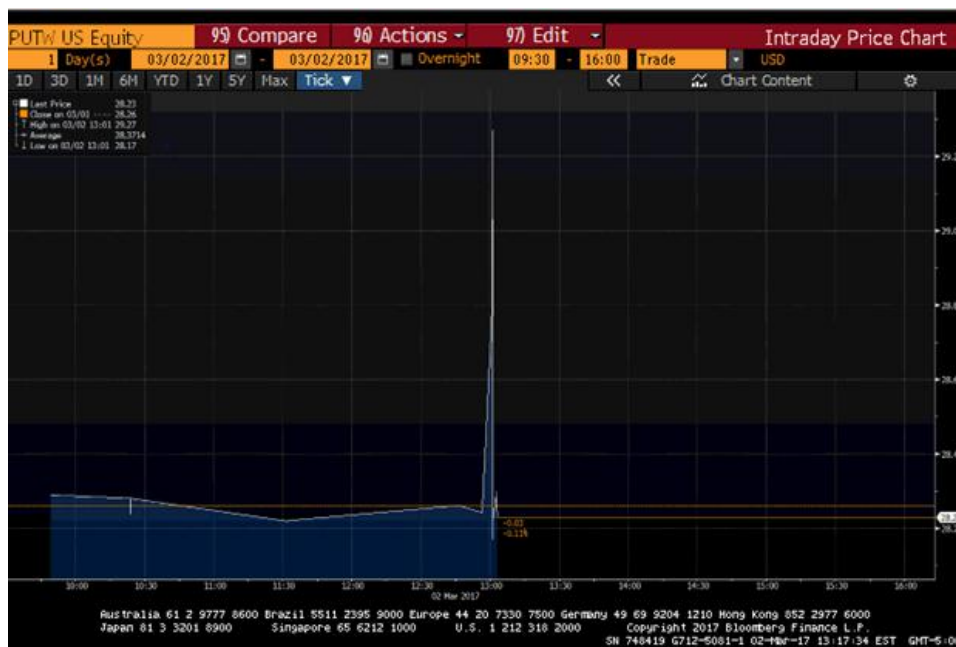 PUTW US Equity 95) Compare 96) Actions 97) Edit Intraday Price Chart
1 Day(s) 03/02/2017 - 03/02/2017 Overnight 09:30 - 16:00 Trade USD
1D 3D 1M 6M YTD 1Y 5Y Max Tick ▼ « Chart Content
Last Price 28.23
Close on 03/01 ---- 28.26
High on 03/02 13:01 29.27
Average 28.3714
Low on 03/02 13:01 28.17
29.0
-0.03
-0.11%
10:00 10:30 11:00 11:30 12:00 12:30 13:00 13:30 14:00 14:30 15:00 15:30 16:00
02 Mar 2017
Australia 61 2 9777 8600 Brazil 5511 2395 9000 Europe 44 20 7330 7500 Germany 49 69 9204 1210 Hong Kong 852 2977 6000
Japan 81 3 3201 8900 Singapore 65 6212 1000 U.S. 1 212 318 2000 Copyright 2017 Bloomberg Finance L.P.
SN 748419 G712-5081-1 02-Mar-17 13:17:34 EST